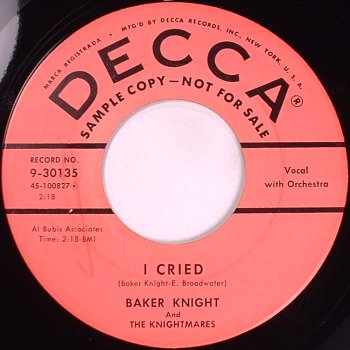 MARCA REGISTRADA • MFG'D BY DECCA RECORDS, INC., NEW YORK, U. S. A.
DECCA®
SAMPLE COPY—NOT FOR SALE
RECORD NO.
9-30135
45-100827 •
2:18
Vocal
with Orchestra
Al Bubis Associates
Time: 2:18-BMI
I CRIED
(Baker Knight-E. Broadwater)
BAKER KNIGHT
And
THE KNIGHTMARES